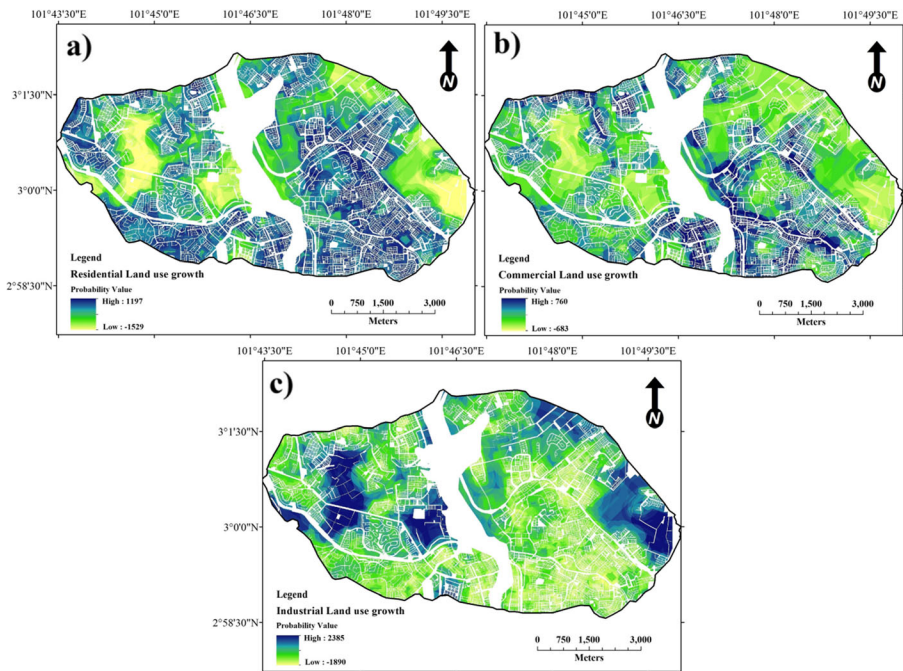 101°43'30"E 101°45'0"E 101°46'30"E 101°48'0"E 101°49'30"E
a)
N
3°1'30"N
3°0'0"N
2°58'30"N
Legend
Residential Land use growth
Probability Value
High : 1197
Low : -1529
0 750 1,500 3,000
Meters
101°45'0"E 101°46'30"E 101°48'0"E 101°49'30"E
b)
N
Legend
Commercial Land use growth
Probability Value
High : 760
Low : -683
0 750 1,500 3,000
Meters
101°43'30"E 101°45'0"E 101°46'30"E 101°48'0"E 101°49'30"E
c)
N
3°1'30"N
3°0'0"N
2°58'30"N
Legend
Industrial Land use growth
Probability Value
High : 2385
Low : -1890
0 750 1,500 3,000
Meters